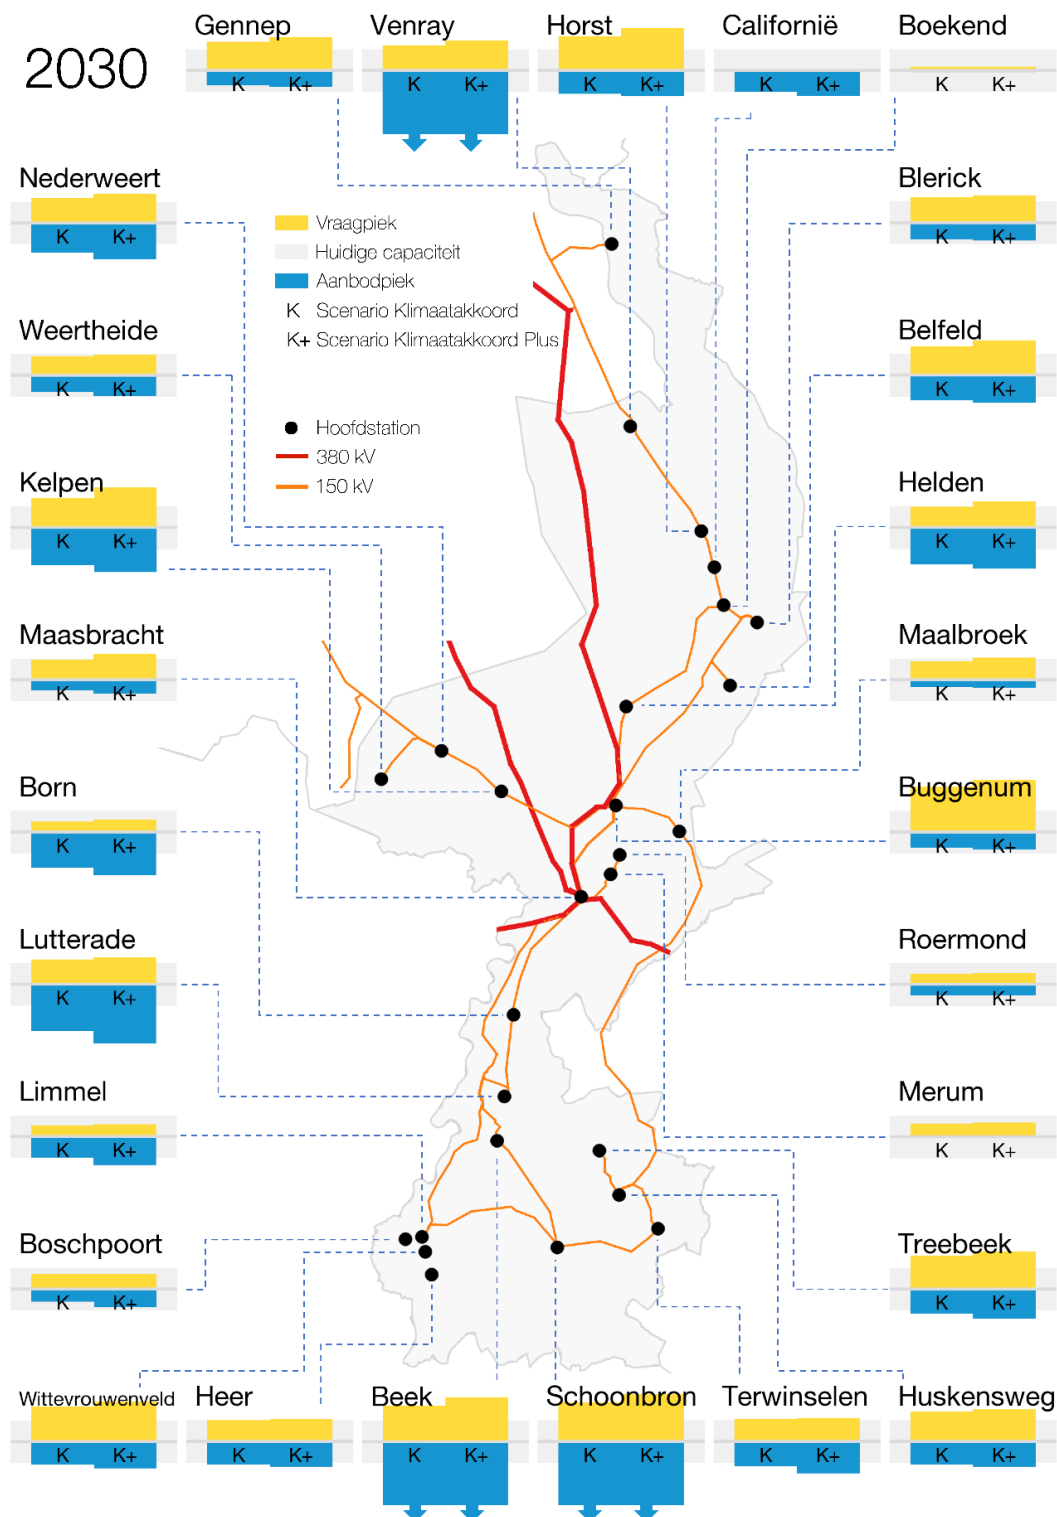 Gennep
Venray
Horst
Californië
Boekend
2030
K K+
K K+
K K+
K K+
K K+
Nederweert
K K+
Blerick
K K+
Vraagpiek
Huidige capaciteit
Aanbodpiek
K Scenario Klimaatakkoord
K+ Scenario Klimaatakkoord Plus
Weertheide
K K+
Belfeld
K K+
Hoofdstation
380 kV
150 kV
Kelpen
K K+
Helden
K K+
Maasbracht
K K+
Maalbroek
K K+
Born
K K+
Buggenum
K K+
Lutterade
K K+
Roermond
K K+
Limmel
K K+
Merum
K K+
Boschpoort
K K+
Treebeek
K K+
Wittevrouwenveld
Heer
Beek
Schoonbron
Terwinselen
Huskensweg
K K+
K K+
K K+
K K+
K K+
K K+